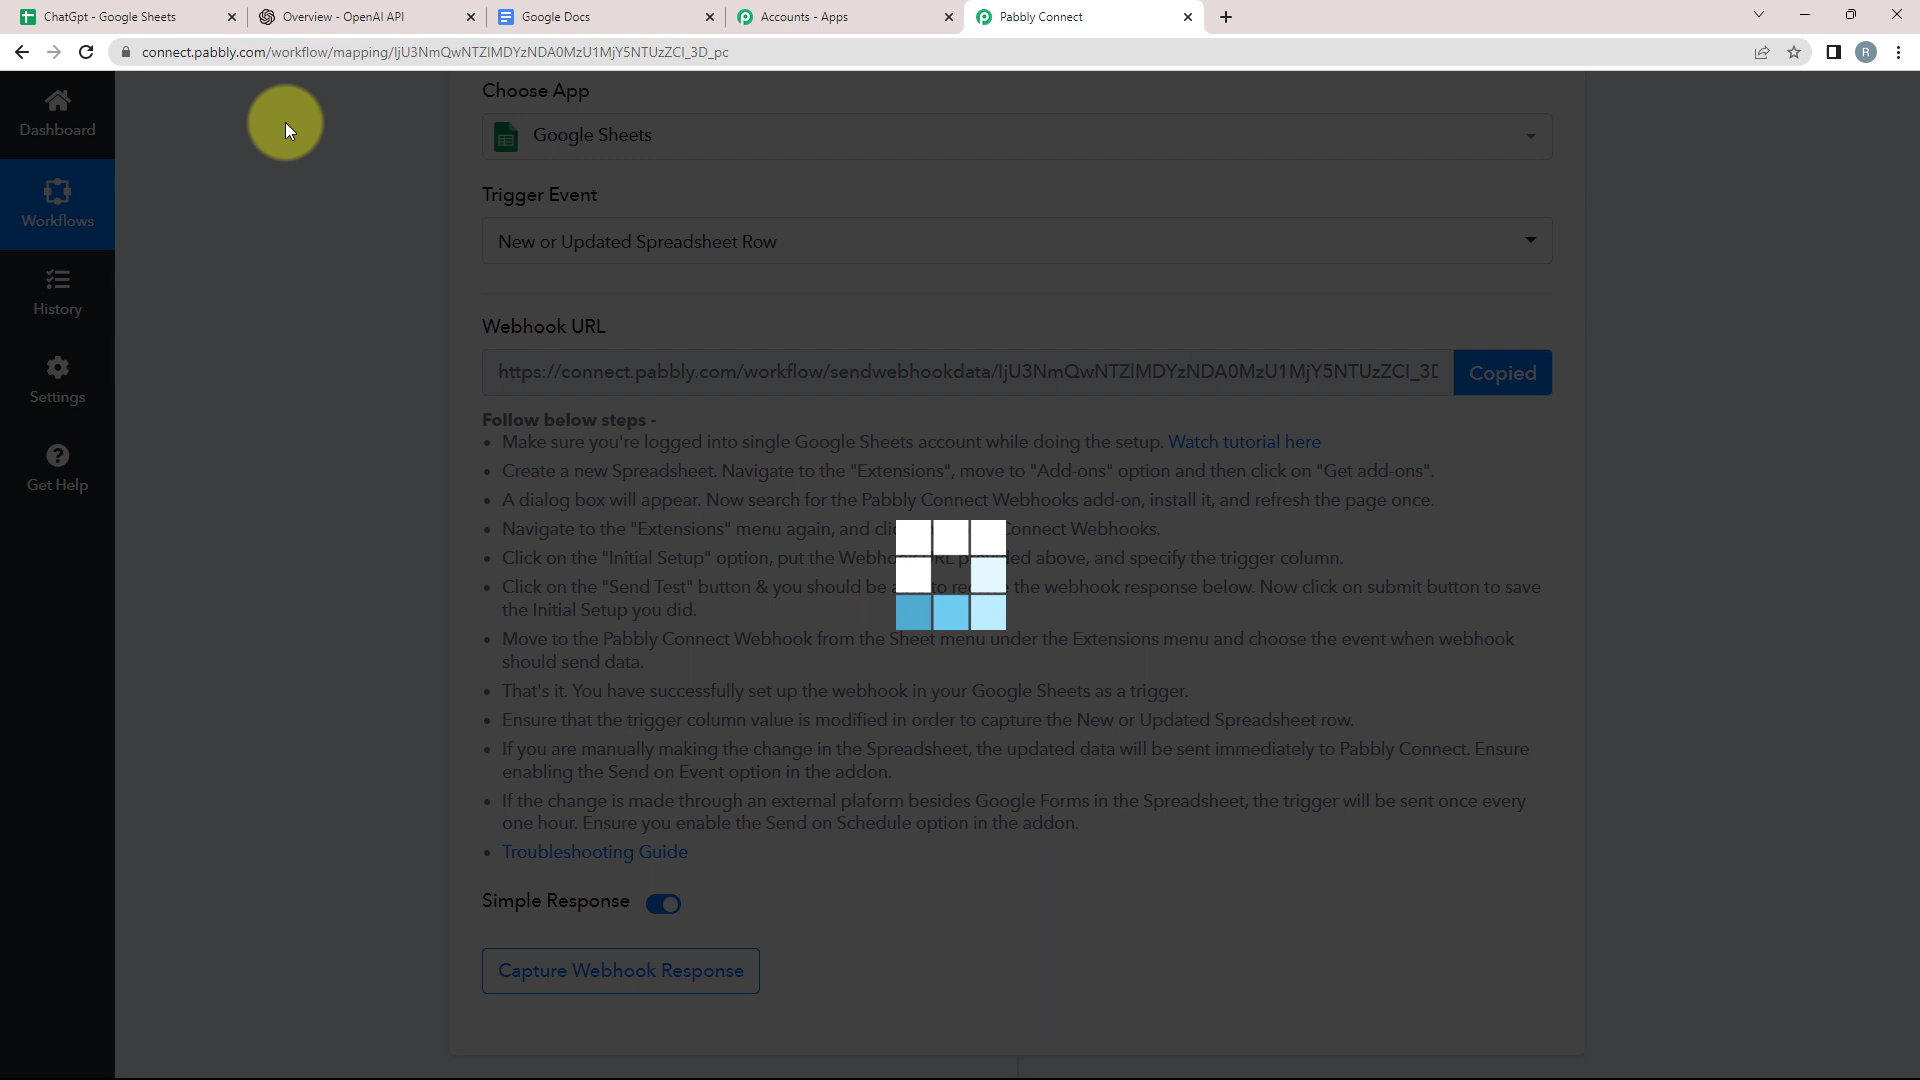 ChatGpt - Google Sheets
Overview - OpenAI API
Google Docs
Accounts - Apps
Pabbly Connect
connect.pabbly.com/workflow/mapping/IjU3NmQwNTZlMDYzNDA0MzU1MjY5NTUzZCI_3D_pc
R
Dashboard
Workflows
History
Settings
Get Help
Choose App
Google Sheets
Trigger Event
New or Updated Spreadsheet Row
Webhook URL
https://connect.pabbly.com/workflow/sendwebhookdata/IjU3NmQwNTZlMDYzNDA0MzU1MjY5NTUzZCI_3D
Copied
Follow below steps -
• Make sure you're logged into single Google Sheets account while doing the setup. Watch tutorial here
• Create a new Spreadsheet. Navigate to the "Extensions", move to "Add-ons" option and then click on "Get add-ons".
• A dialog box will appear. Now search for the Pabbly Connect Webhooks add-on, install it, and refresh the page once.
• Navigate to the "Extensions" menu again, and Connect Webhooks.
• Click on the "Initial Setup" option, put the above, and specify the trigger column.
• Click on the "Send Test" button & you should be the webhook response below. Now click on submit button to save
the Initial Setup you did.
• Move to the Pabbly Connect Webhook from the Sheet menu under the Extensions menu and choose the event when webhook
should send data.
• That's it. You have successfully set up the webhook in your Google Sheets as a trigger.
• Ensure that the trigger column value is modified in order to capture the New or Updated Spreadsheet row.
• If you are manually making the change in the Spreadsheet, the updated data will be sent immediately to Pabbly Connect. Ensure
enabling the Send on Event option in the addon.
• If the change is made through an external plaform besides Google Forms in the Spreadsheet, the trigger will be sent once every
one hour. Ensure you enable the Send on Schedule option in the addon.
• Troubleshooting Guide
Simple Response
Capture Webhook Response